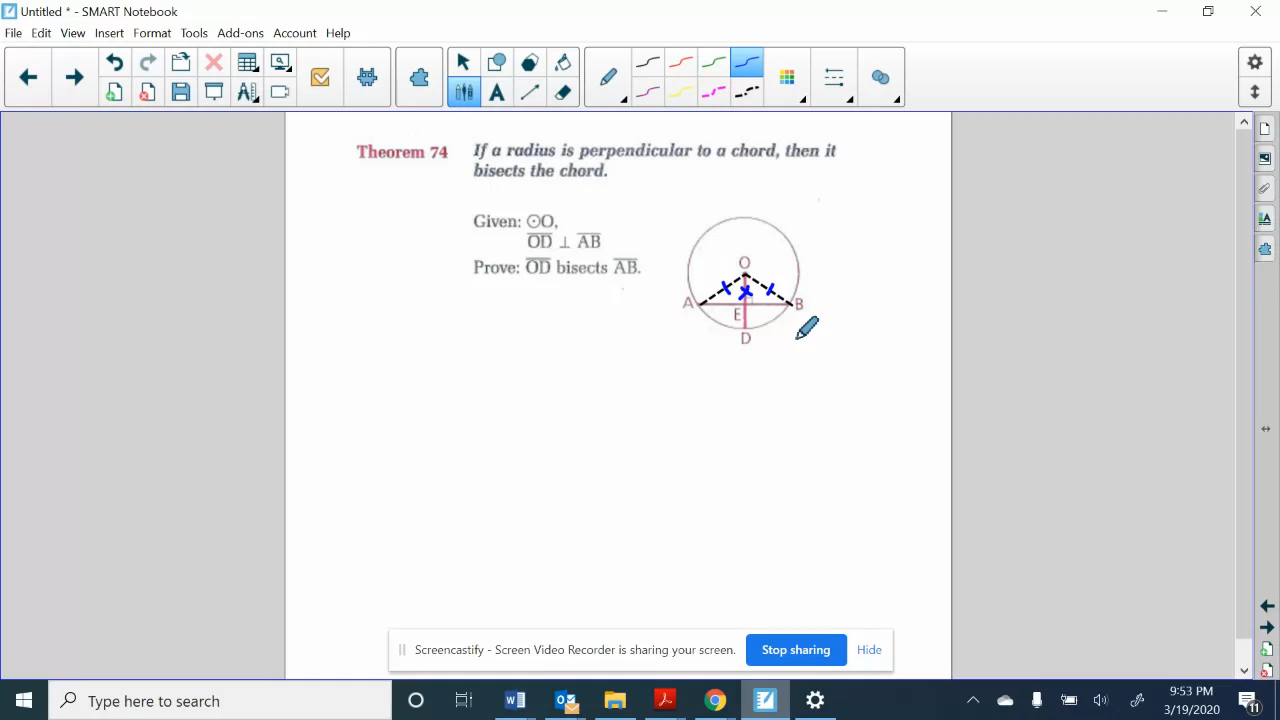 Untitled * - SMART Notebook
File Edit View Insert Format Tools Add-ons Account Help
Theorem 74 If a radius is perpendicular to a chord, then it
bisects the chord.
Given: ⊙O,
OD ⊥ AB
Prove: OD bisects AB.
O
A B
E
D
Screencastify - Screen Video Recorder is sharing your screen. Stop sharing Hide
Type here to search
9:53 PM
3/19/2020
11